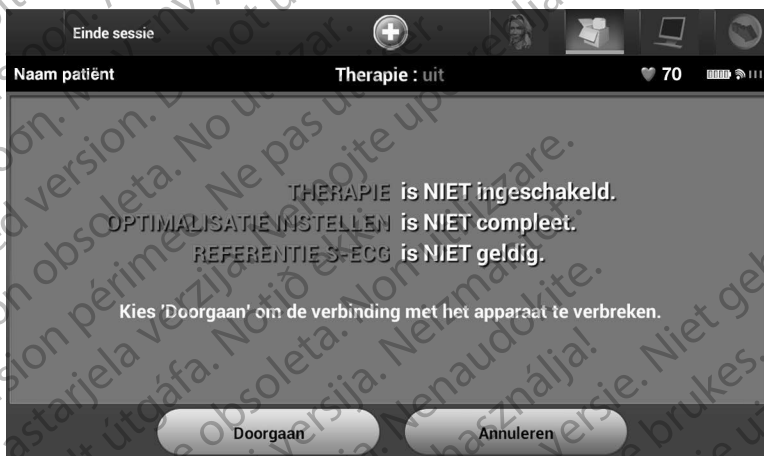 Einde sessie
Naam patiënt Therapie : uit 70
THERAPIE is NIET ingeschakeld.
OPTIMALISATIE INSTELLEN is NIET compleet.
REFERENTIE S-ECG is NIET geldig.
Kies 'Doorgaan' om de verbinding met het apparaat te verbreken.
Doorgaan Annuleren